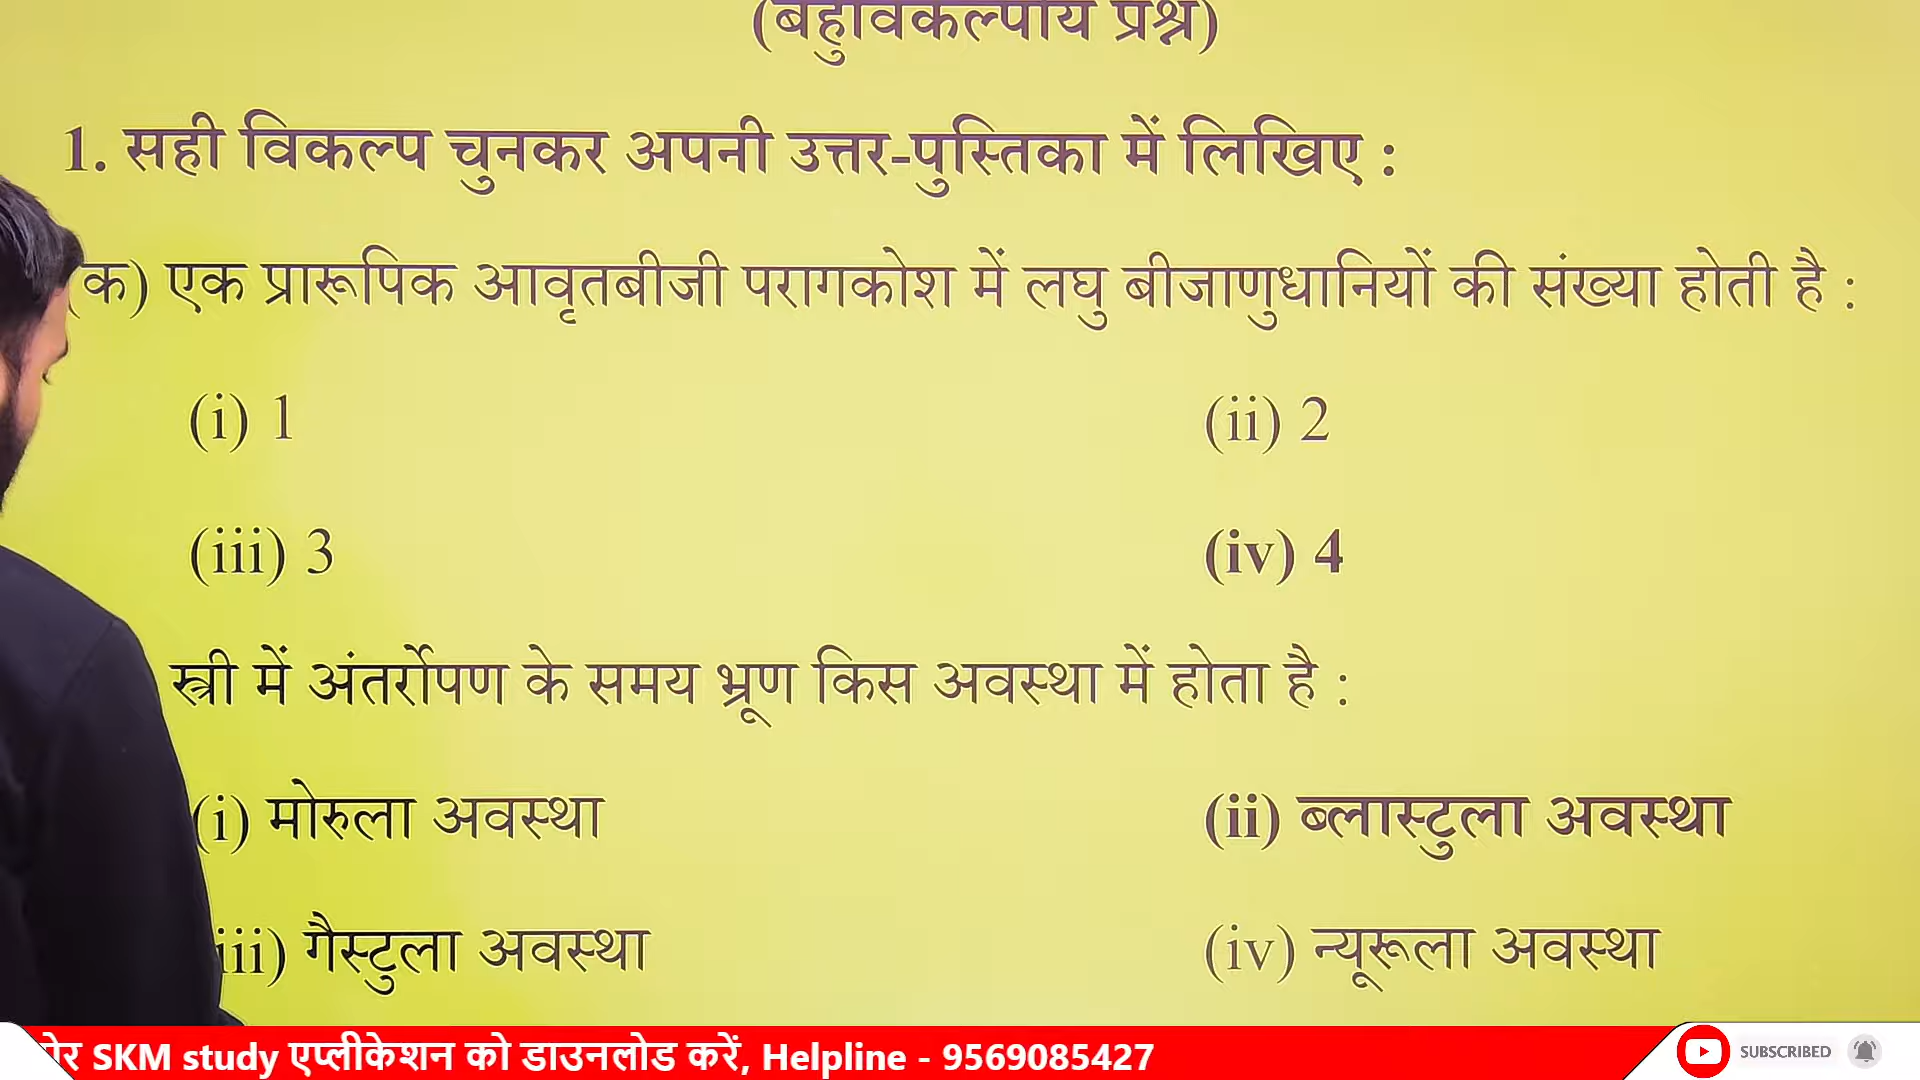 (बहुविकल्पीय प्रश्न)
1. सही विकल्प चुनकर अपनी उत्तर-पुस्तिका में लिखिए :
क) एक प्रारूपिक आवृतबीजी परागकोश में लघु बीजाणुधानियों की संख्या होती है :
(i) 1 (ii) 2
(iii) 3 (iv) 4
स्त्री में अंतर्रोपण के समय भ्रूण किस अवस्था में होता है :
(i) मोरुला अवस्था (ii) ब्लास्टुला अवस्था
iii) गैस्टुला अवस्था (iv) न्यूरूला अवस्था
SKM study एप्लीकेशन को डाउनलोड करें, Helpline - 9569085427
SUBSCRIBED